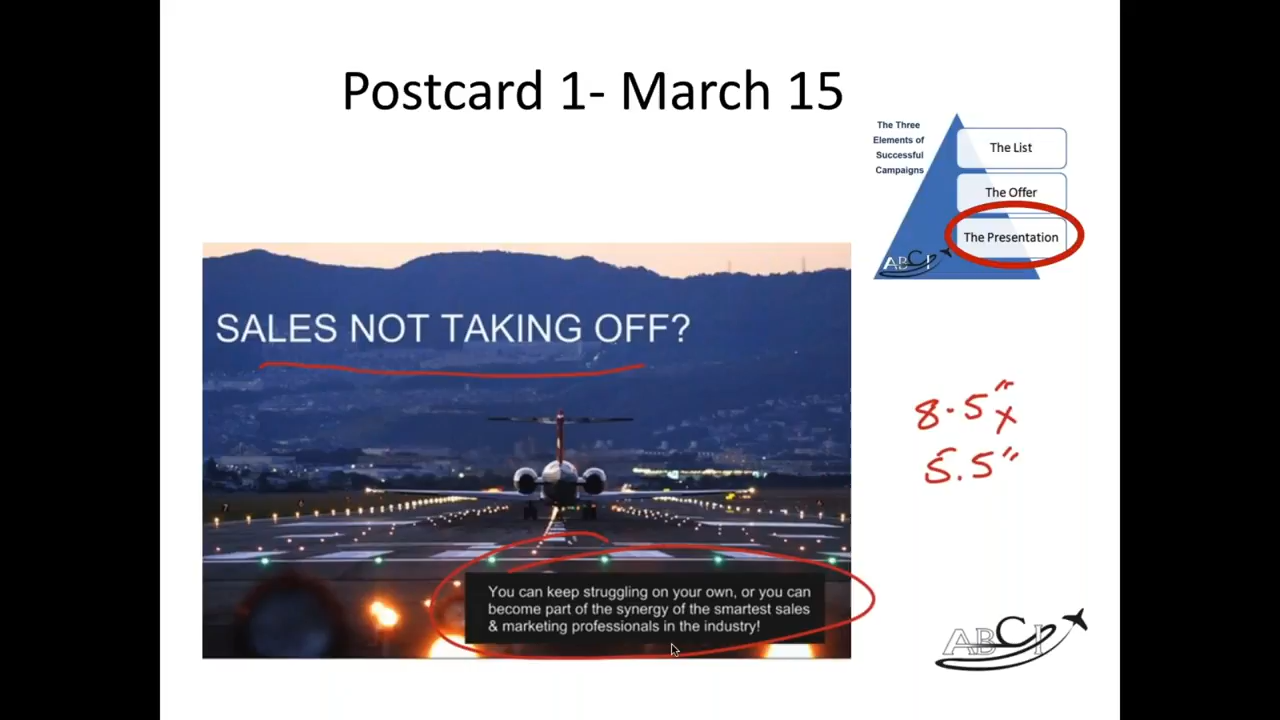 Postcard 1- March 15
The Three
Elements of
Successful
Campaigns
The List
The Offer
The Presentation
ABCI
SALES NOT TAKING OFF?
8.5" x
5.5"
You can keep struggling on your own, or you can
become part of the synergy of the smartest sales
& marketing professionals in the industry!
ABCI